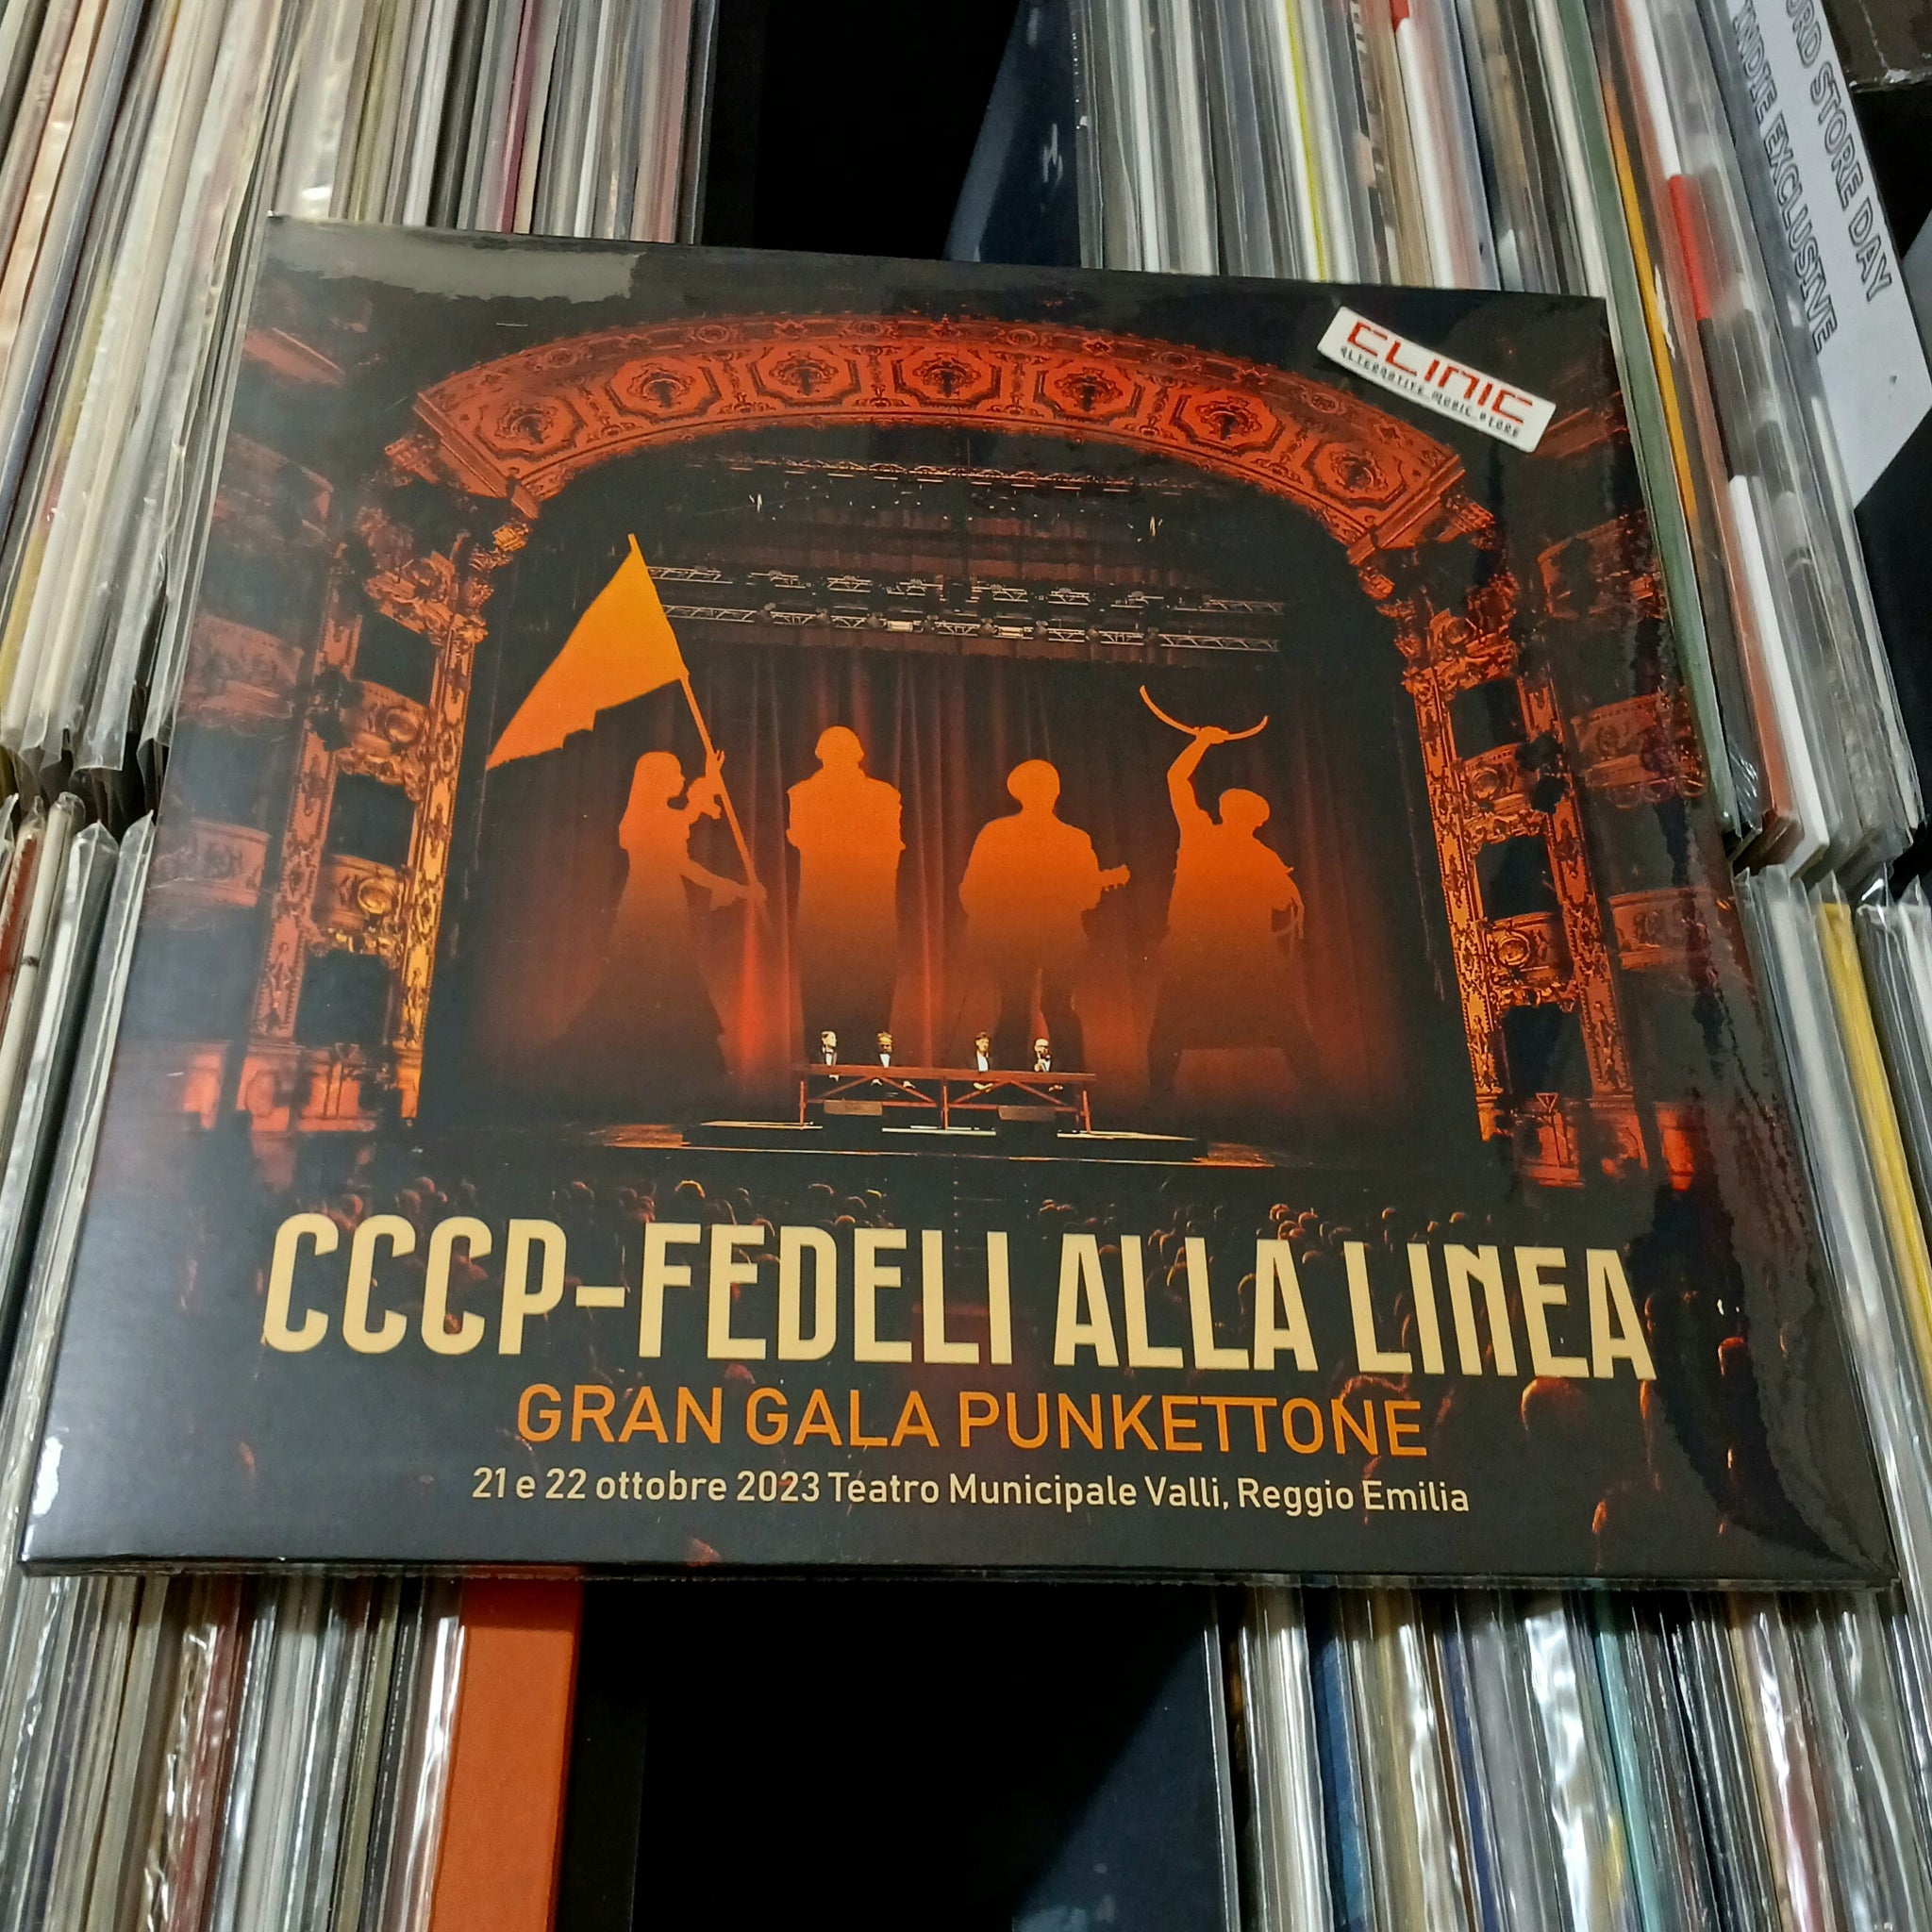 ORD STORE DAY
INDIE EXCLUSIVE
CLINIC
ALTERNATIVE MUSIC STORE
CCCP-FEDELI ALLA LINEA
GRAN GALA PUNKETTONE
21 e 22 ottobre 2023 Teatro Municipale Valli, Reggio Emilia